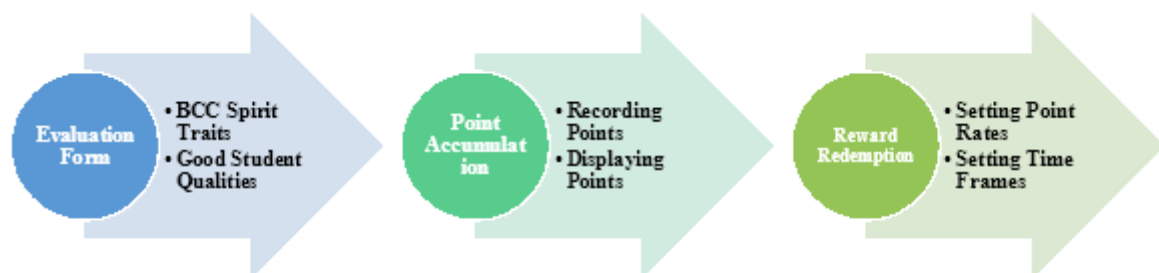 Evaluation
Form
• BCC Spirit
Traits
• Good Student
Qualities
Point
Accumulat
ion
• Recording
Points
• Displaying
Points
Reward
Redemption
• Setting Point
Rates
• Setting Time
Frames